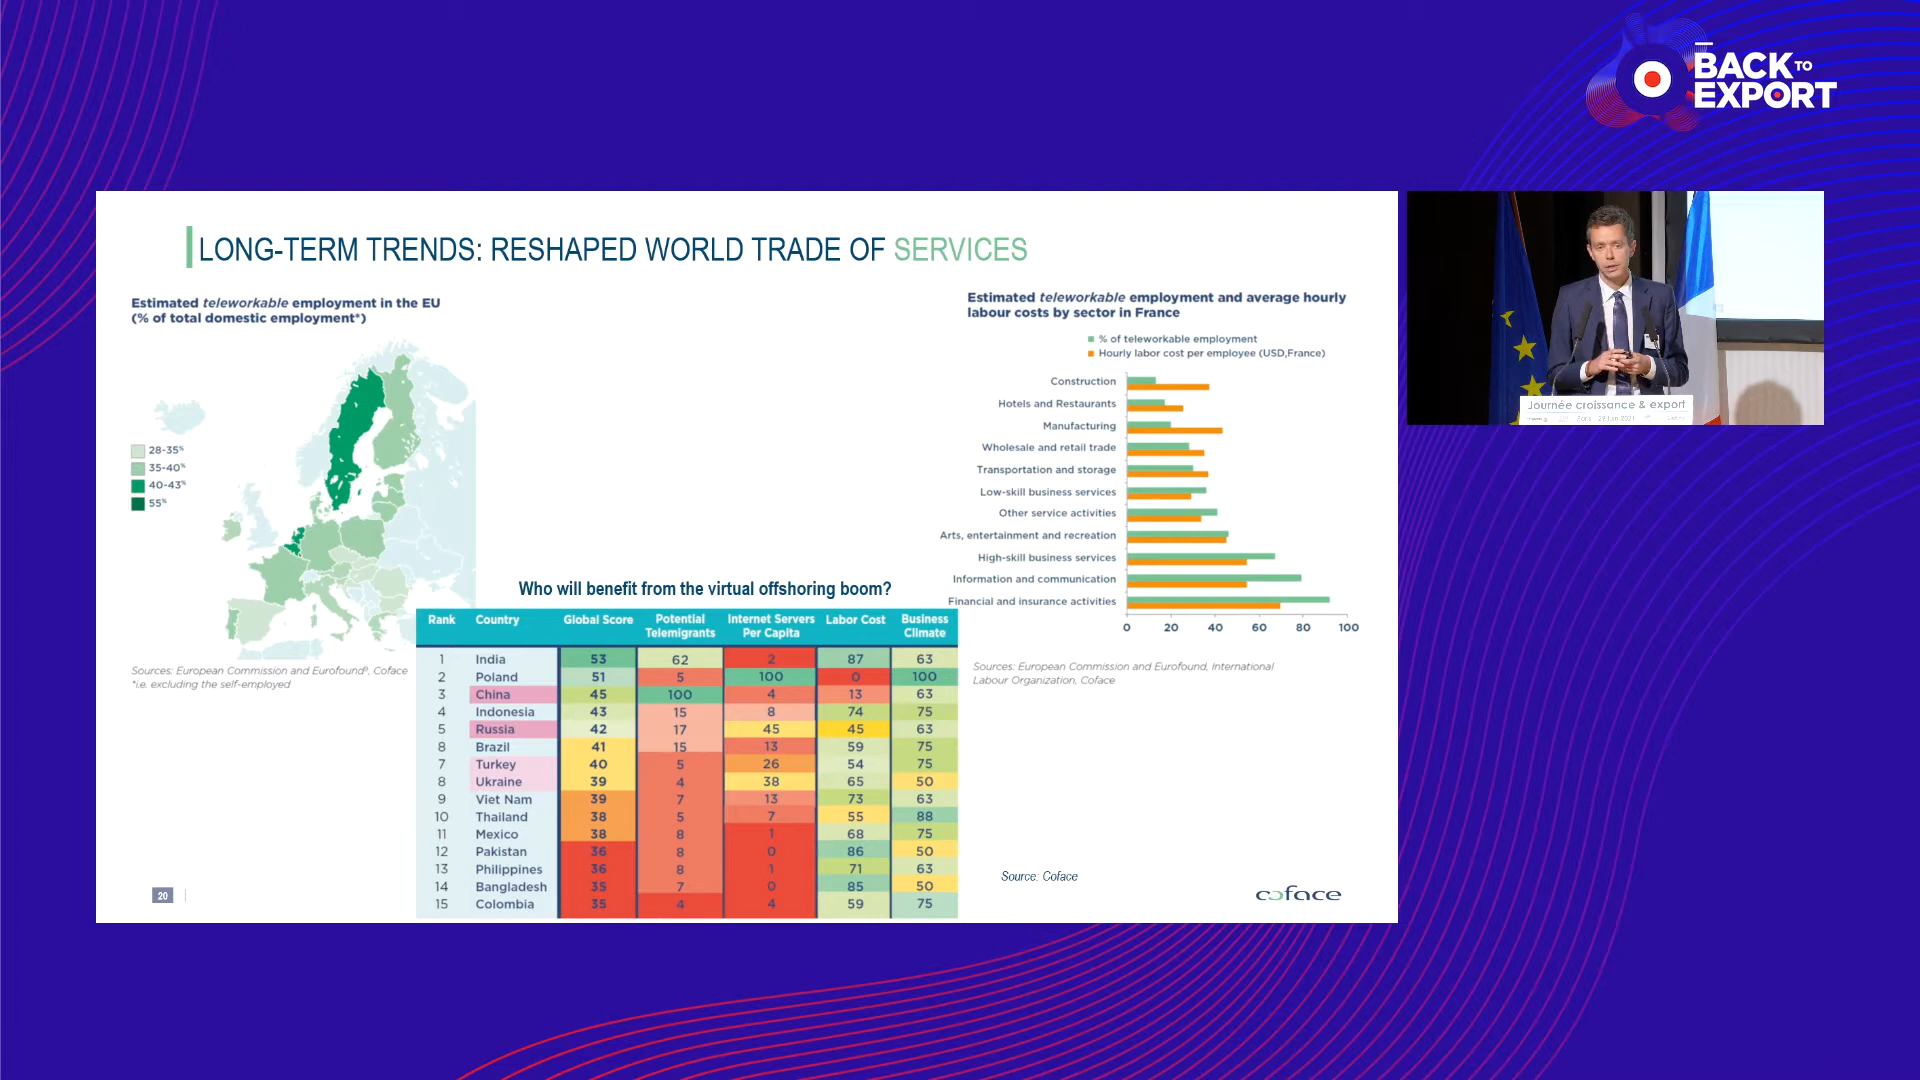 BACK TO
EXPORT
LONG-TERM TRENDS: RESHAPED WORLD TRADE OF SERVICES
Estimated teleworkable employment in the EU
(% of total domestic employment*)
28-35%
35-40%
40-43%
55%
Sources: European Commission and Eurofound⁹, Coface
*i.e. excluding the self-employed
Estimated teleworkable employment and average hourly
labour costs by sector in France
% of teleworkable employment
Hourly labor cost per employee (USD,France)
Construction
Hotels and Restaurants
Manufacturing
Wholesale and retail trade
Transportation and storage
Low-skill business services
Other service activities
Arts, entertainment and recreation
High-skill business services
Information and communication
Financial and insurance activities
0 20 40 60 80 100
Sources: European Commission and Eurofound, International
Labour Organization, Coface
Who will benefit from the virtual offshoring boom?
Rank Country Global Score Potential Telemigrants Internet Servers Per Capita Labor Cost Business Climate
1 India 53 62 2 87 63
2 Poland 51 5 100 0 100
3 China 45 100 4 13 63
4 Indonesia 43 15 8 74 75
5 Russia 42 17 45 45 63
8 Brazil 41 15 13 59 75
7 Turkey 40 5 26 54 75
8 Ukraine 39 4 38 65 50
9 Viet Nam 39 7 13 73 63
10 Thailand 38 5 7 55 88
11 Mexico 38 8 1 68 75
12 Pakistan 36 8 0 86 50
13 Philippines 36 8 1 71 63
14 Bangladesh 35 7 0 85 50
15 Colombia 35 4 4 59 75
Source: Coface
20
coface
Journée croissance & export